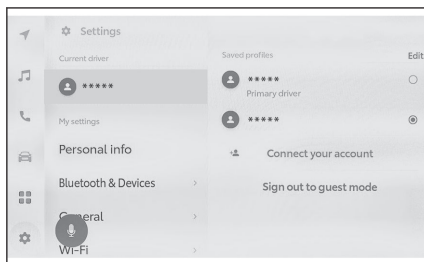 Settings
Current driver
*****
My settings
Personal info
Bluetooth & Devices
General
Wi-Fi
Saved profiles
Edit
*****
Primary driver
*****
Connect your account
Sign out to guest mode